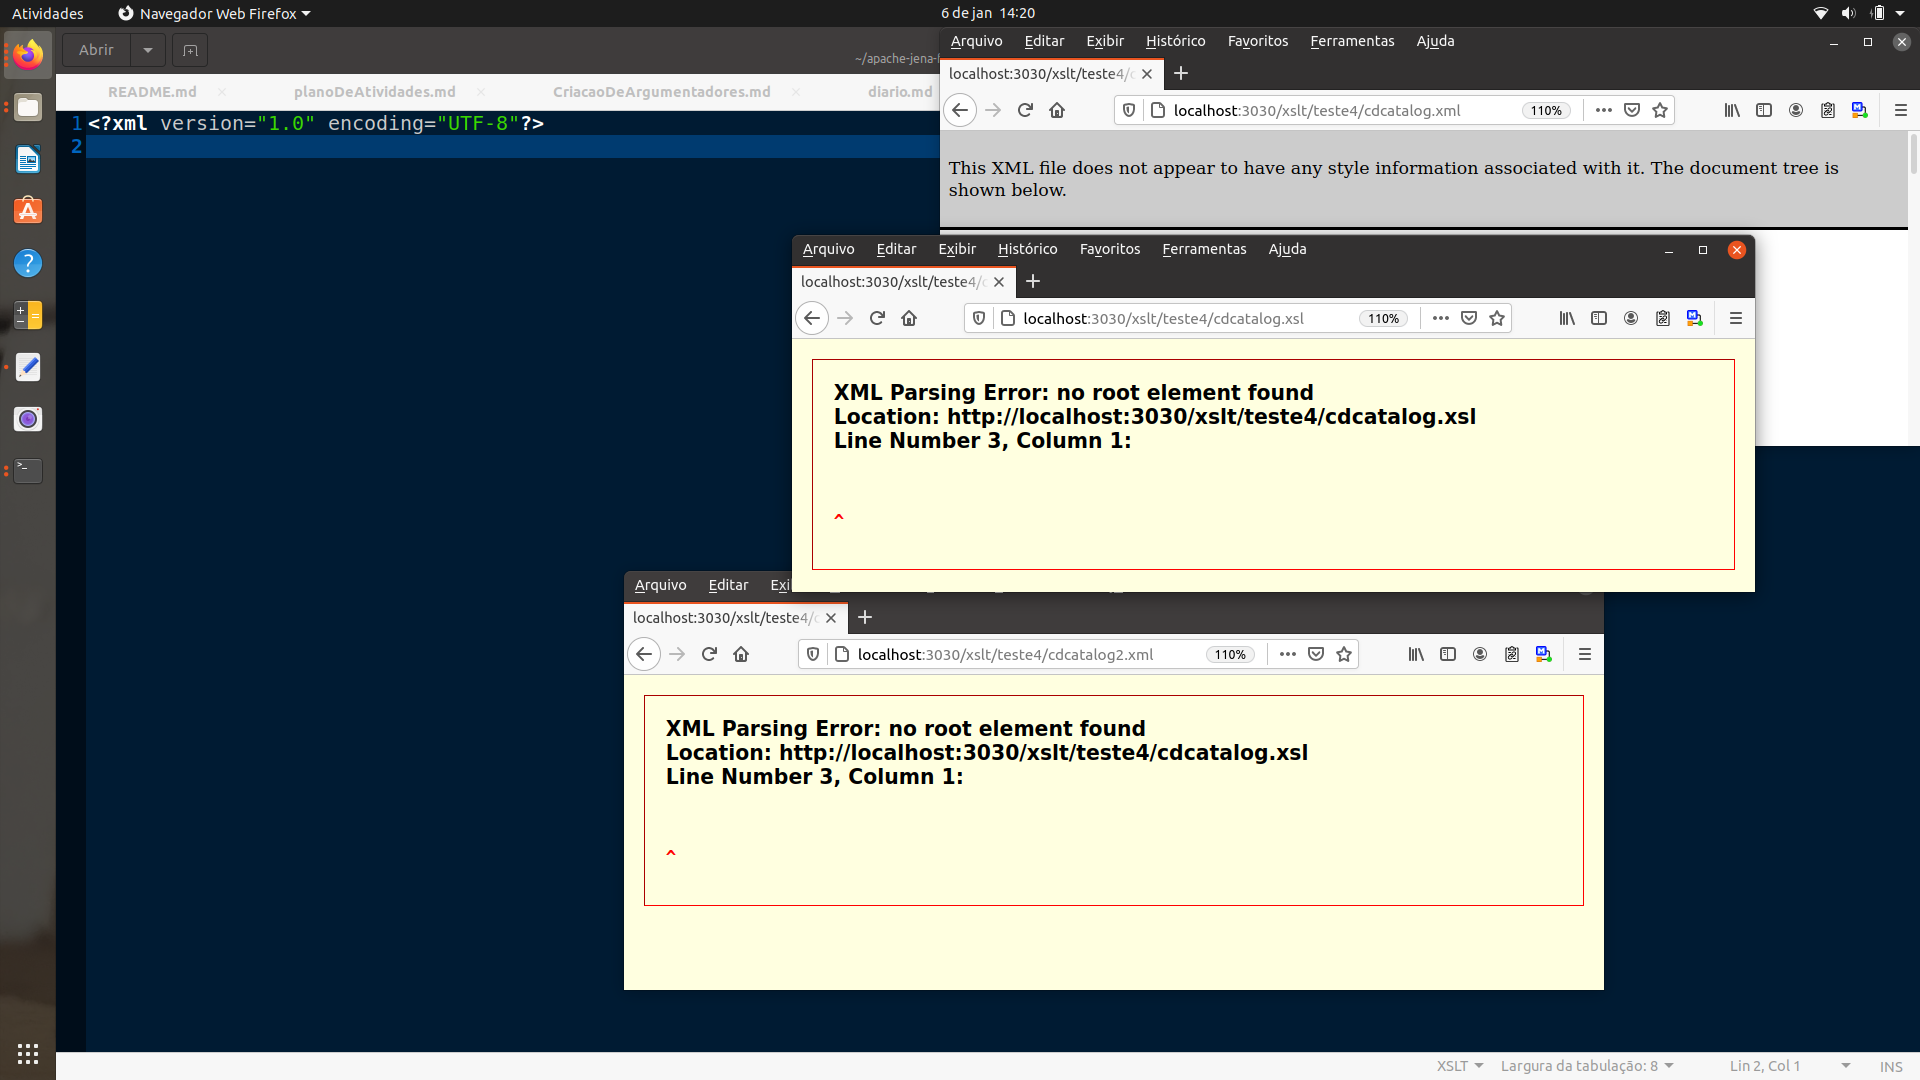 Atividades
Navegador Web Firefox
6 de jan 14:20
Abrir
~/apache-jena-
README.md
planoDeAtividades.md
CriacaoDeArgumentadores.md
diario.md
1 <?xml version="1.0" encoding="UTF-8"?>
2
Arquivo Editar Exibir Histórico Favoritos Ferramentas Ajuda
localhost:3030/xslt/teste4/c
localhost:3030/xslt/teste4/cdcatalog.xml
110%
This XML file does not appear to have any style information associated with it. The document tree is
shown below.
Arquivo Editar Exibir Histórico Favoritos Ferramentas Ajuda
localhost:3030/xslt/teste4/c
localhost:3030/xslt/teste4/cdcatalog.xsl
110%
XML Parsing Error: no root element found
Location: http://localhost:3030/xslt/teste4/cdcatalog.xsl
Line Number 3, Column 1:
^
Arquivo Editar Exi
localhost:3030/xslt/teste4/c
localhost:3030/xslt/teste4/cdcatalog2.xml
110%
XML Parsing Error: no root element found
Location: http://localhost:3030/xslt/teste4/cdcatalog.xsl
Line Number 3, Column 1:
^
XSLT
Largura da tabulação: 8
Lin 2, Col 1
INS